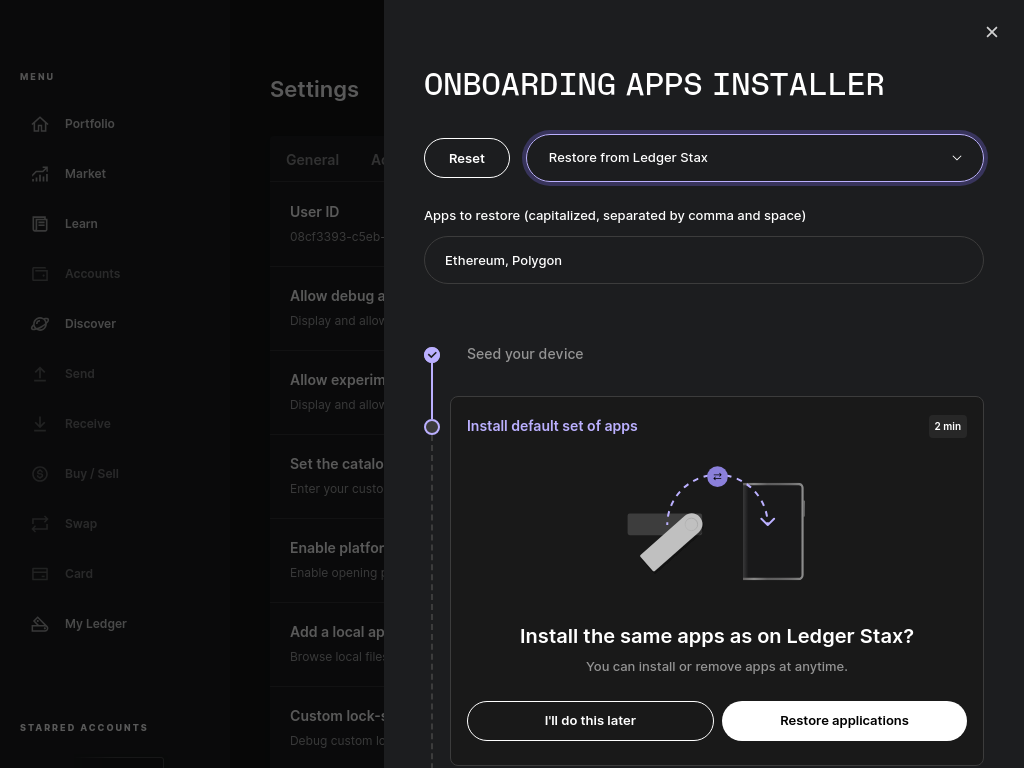 MENU
Portfolio
Market
Learn
Accounts
Discover
Send
Receive
Buy / Sell
Swap
Card
My Ledger
STARRED ACCOUNTS
Settings
General
User ID
08cf3393-c5eb-
Allow debug a
Display and allow
Allow experim
Display and allow
Set the catalo
Enter your custo
Enable platfor
Enable opening p
Add a local ap
Browse local files
Custom lock-s
Debug custom lo
ONBOARDING APPS INSTALLER
Reset
Restore from Ledger Stax
Apps to restore (capitalized, separated by comma and space)
Ethereum, Polygon
Seed your device
Install default set of apps
2 min
Install the same apps as on Ledger Stax?
You can install or remove apps at anytime.
I'll do this later
Restore applications